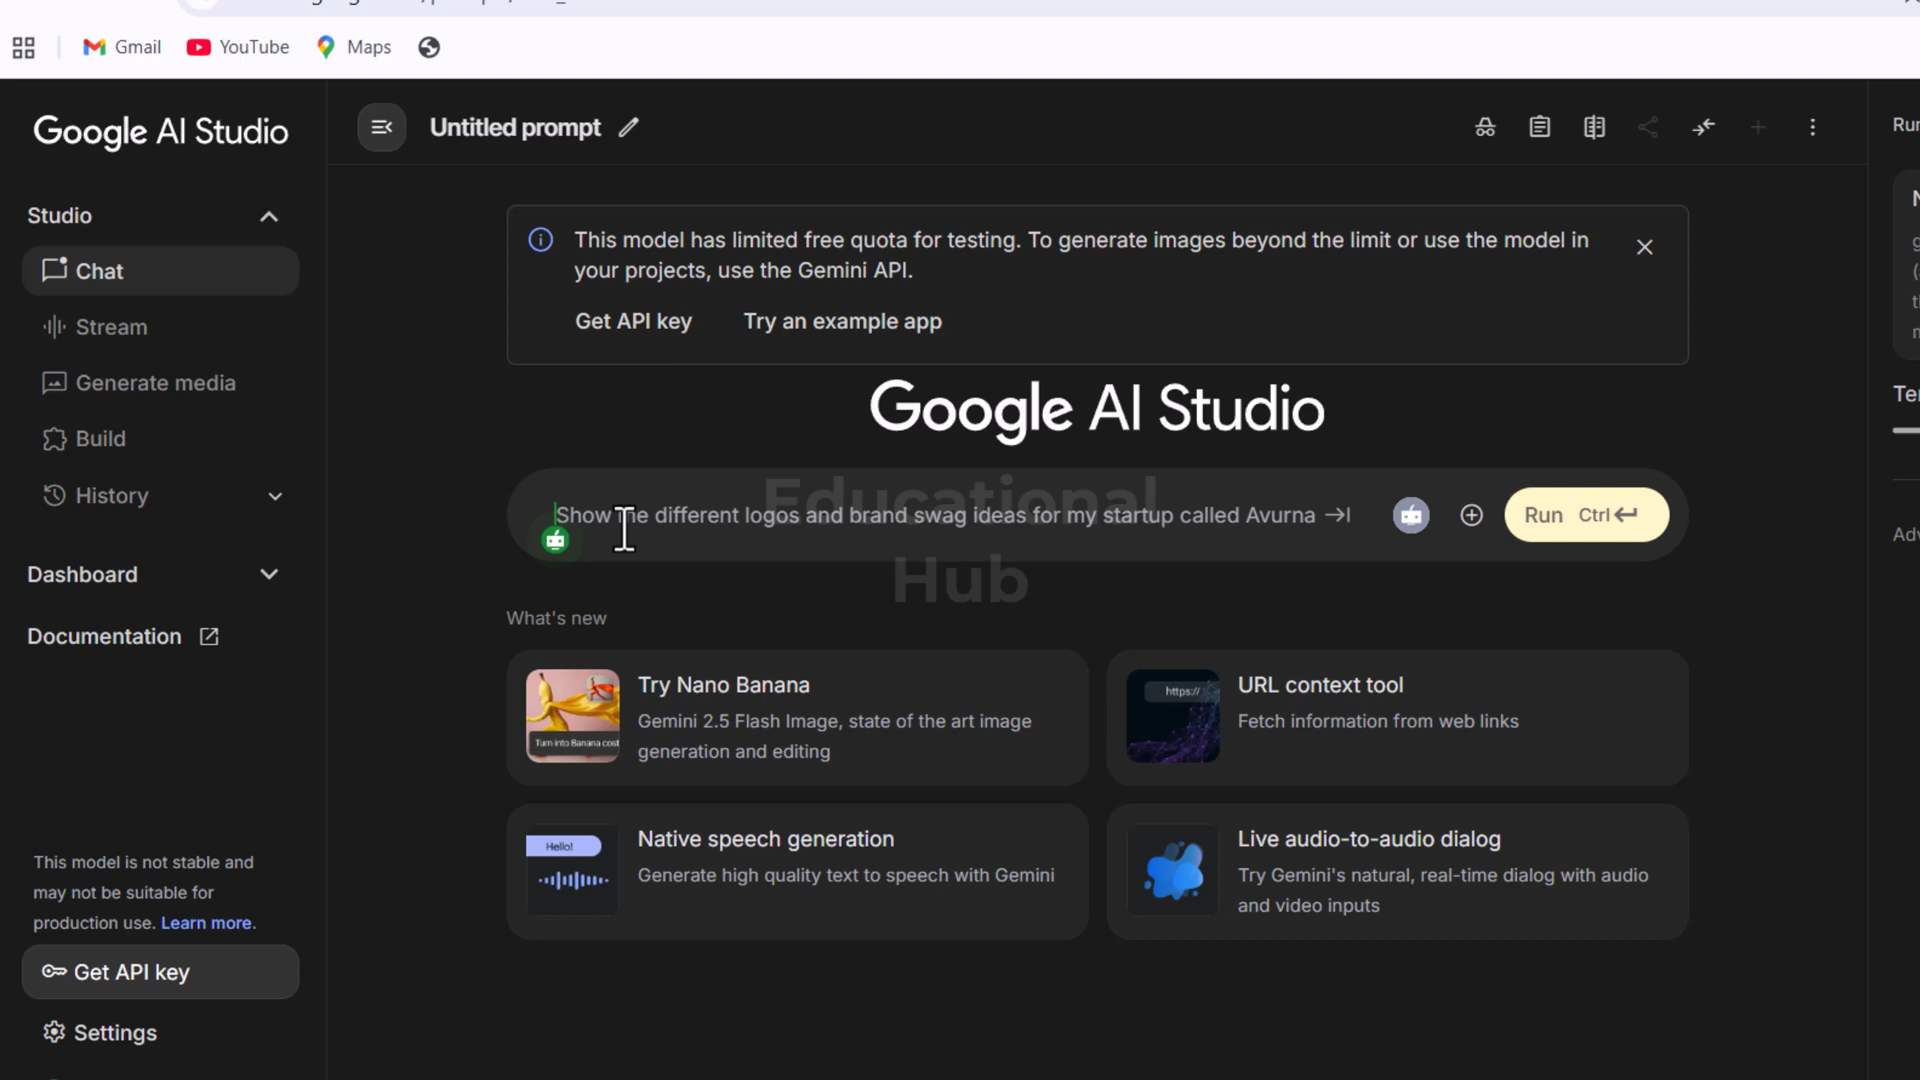 Gmail
YouTube
Maps
Google AI Studio
Untitled prompt
Studio
Chat
Stream
Generate media
Build
History
Dashboard
Documentation
This model is not stable and
may not be suitable for
production use. Learn more.
Get API key
Settings
This model has limited free quota for testing. To generate images beyond the limit or use the model in
your projects, use the Gemini API.
Get API key Try an example app
Google AI Studio
Show me different logos and brand swag ideas for my startup called Avurna
Run Ctrl
Educational
Hub
What's new
Try Nano Banana
Gemini 2.5 Flash Image, state of the art image
generation and editing
Turn into Banana cost
URL context tool
Fetch information from web links
https://
Native speech generation
Generate high quality text to speech with Gemini
Hello!
Live audio-to-audio dialog
Try Gemini's natural, real-time dialog with audio
and video inputs